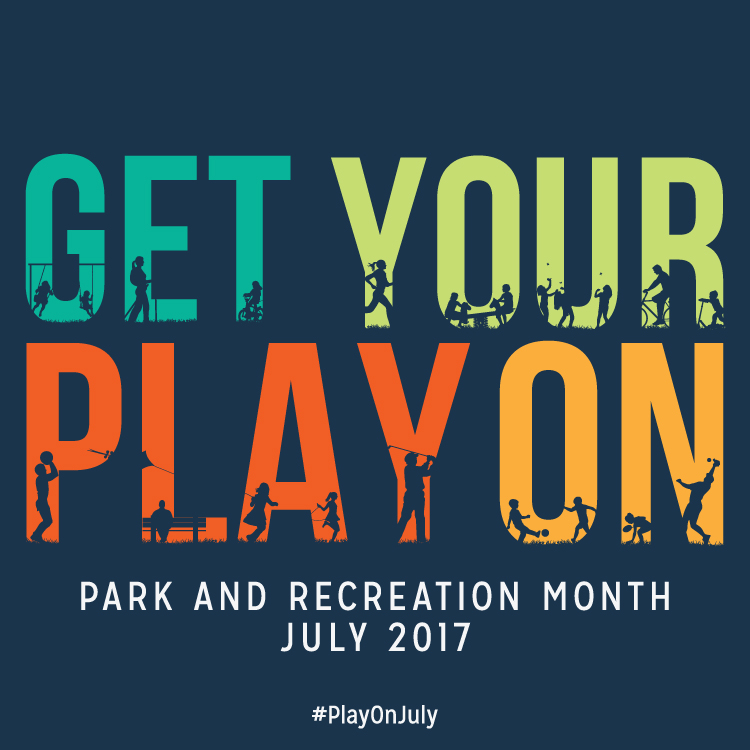 GET YOUR
PLAY ON
PARK AND RECREATION MONTH
JULY 2017
#PlayOnJuly